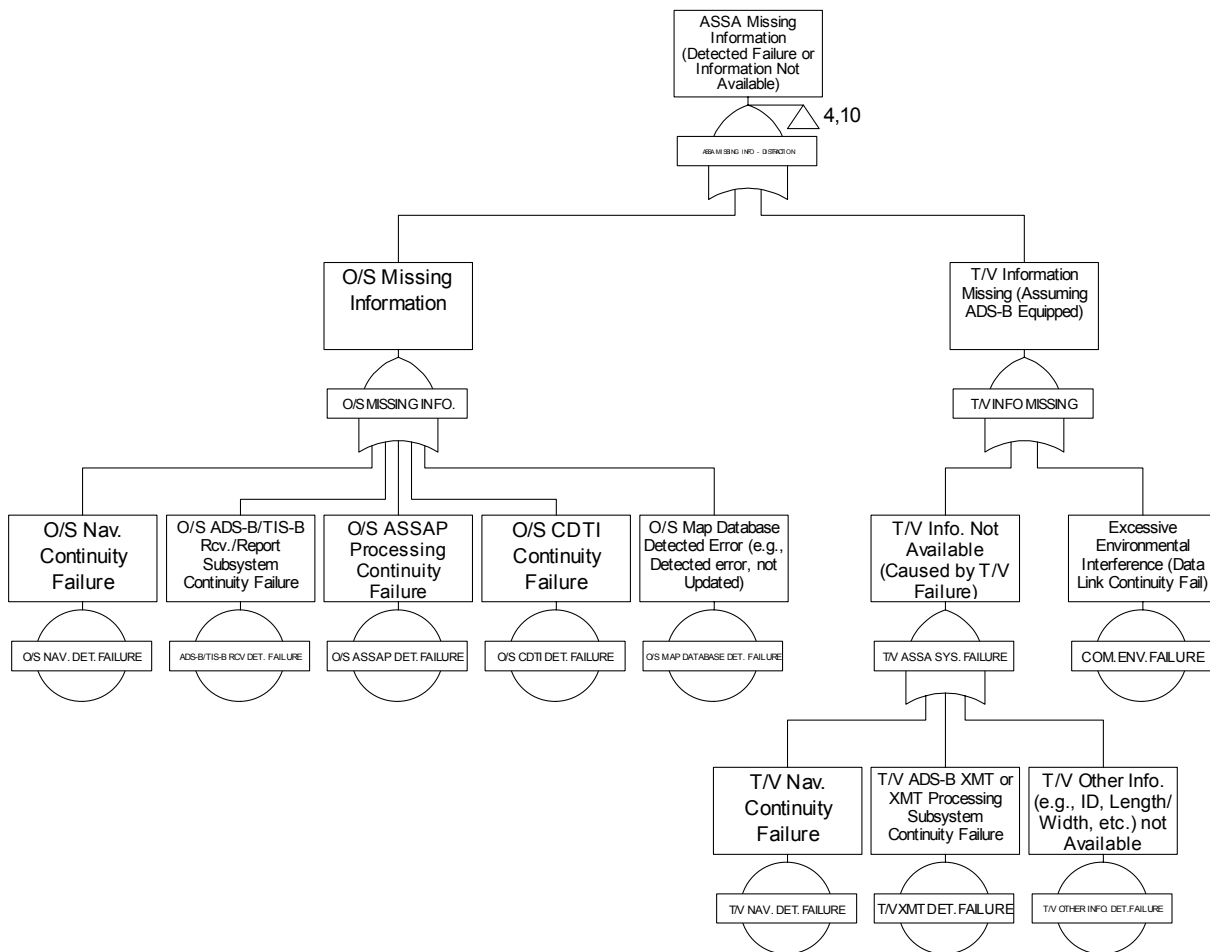 ASSA Missing
Information
(Detected Failure or
Information Not
Available)
4,10
ASSA MISSING INFO. - DISTRACTION
O/S Missing
Information
T/V Information
Missing (Assuming
ADS-B Equipped)
O/S MISSING INFO.
T/V INFO MISSING
O/S Nav.
Continuity
Failure
O/S ADS-B/TIS-B
Rcv./Report
Subsystem
Continuity Failure
O/S ASSAP
Processing
Continuity
Failure
O/S CDTI
Continuity
Failure
O/S Map Database
Detected Error (e.g.,
Detected error, not
Updated)
T/V Info. Not
Available
(Caused by T/V
Failure)
Excessive
Environmental
Interference (Data
Link Continuity Fail)
O/S NAV. DET. FAILURE
ADS-B/TIS-B RCV DET. FAILURE
O/S ASSAP DET. FAILURE
O/S CDTI DET. FAILURE
O/S MAP DATABASE DET. FAILURE
T/V ASSA SYS. FAILURE
COM. ENV. FAILURE
T/V Nav.
Continuity
Failure
T/V ADS-B XMT or
XMT Processing
Subsystem
Continuity Failure
T/V Other Info.
(e.g., ID, Length/
Width, etc.) not
Available
T/V NAV. DET. FAILURE
T/V XMT DET. FAILURE
T/V OTHER INFO. DET. FAILURE